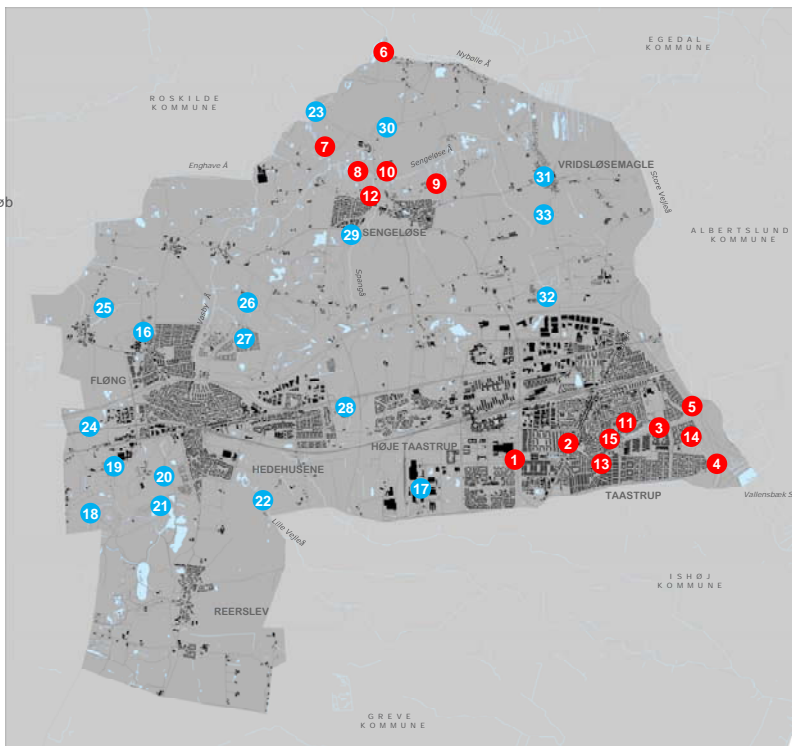 EGEDAL
KOMMUNE
6
Nybølle Å
ROSKILDE
KOMMUNE
23
30
7
Enghave Å
8
10
Sengeløse Å
9
VRIDSLØSEMAGLE
31
Store Vejleå
12
øb
33
29
SENGELØSE
ALBERTSLUND
KOMMUNE
Spangå
25
26
32
16
Vasby Å
27
FLØNG
28
5
24
11
3
14
HØJE TAASTRUP
2
15
1
13
4
19
HEDEHUSENE
20
17
22
TAASTRUP
Vallensbæk S
21
18
Lille Vejleå
ISHØJ
KOMMUNE
REERSLEV
GREVE
KOMMUNE